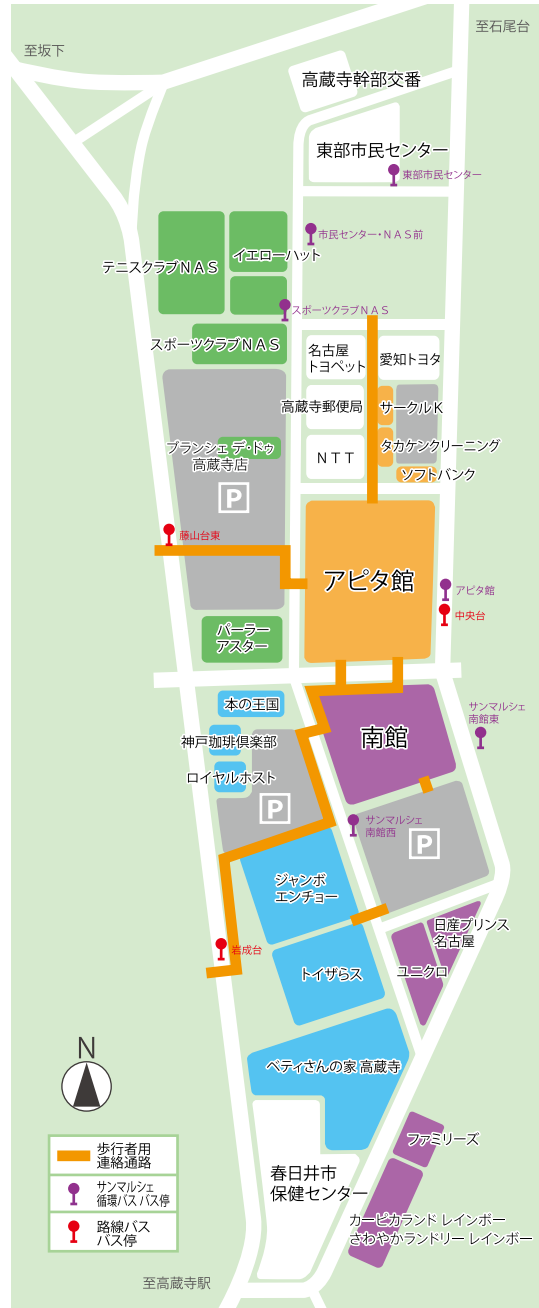 至坂下
至石尾台
高蔵寺幹部交番
東部市民センター
東部市民センター
市民センター・ＮＡＳ前
イエローハット
テニスクラブＮＡＳ
スポーツクラブＮＡＳ
スポーツクラブＮＡＳ
名古屋
トヨペット
愛知トヨタ
高蔵寺郵便局
サークルＫ
ブランシェ デ・ドゥ
高蔵寺店
タカケンクリーニング
ＮＴＴ
ソフトバンク
P
藤山台東
アピタ館
アピタ館
中央台
パーラー
アスター
本の王国
サンマルシェ
南館東
神戸珈琲倶楽部
南館
ロイヤルホスト
P
サンマルシェ
南館西
P
ジャンボ
エンチョー
日産プリンス
名古屋
岩成台
トイザらス
ユニクロ
N
ベティさんの家 高蔵寺
歩行者用
連絡通路
サンマルシェ
循環バス バス停
路線バス
バス停
ファミリーズ
春日井市
保健センター
カーピカランド レインボー
さわやかランドリー レインボー
至高蔵寺駅